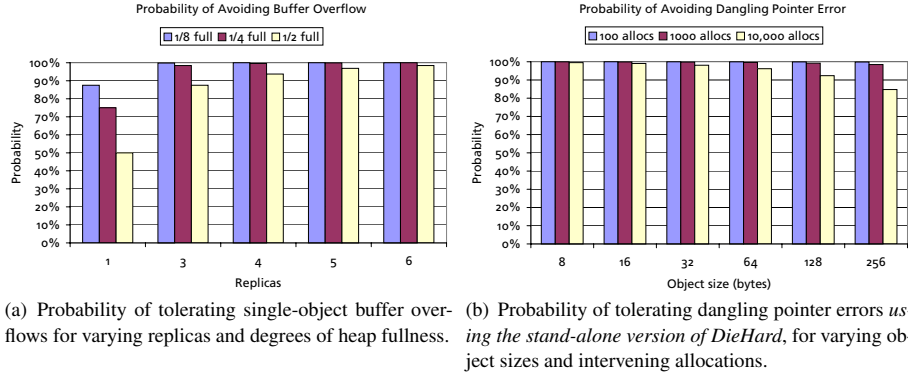 Probability of Avoiding Buffer Overflow
1/8 full 1/4 full 1/2 full
100%
90%
80%
70%
60%
50%
40%
30%
20%
10%
0%
Probability
1 3 4 5 6
Replicas
(a) Probability of tolerating single-object buffer over-
flows for varying replicas and degrees of heap fullness.
Probability of Avoiding Dangling Pointer Error
100 allocs 1000 allocs 10,000 allocs
100%
90%
80%
70%
60%
50%
40%
30%
20%
10%
0%
Probability
8 16 32 64 128 256
Object size (bytes)
(b) Probability of tolerating dangling pointer errors us-
ing the stand-alone version of DieHard, for varying ob-
ject sizes and intervening allocations.